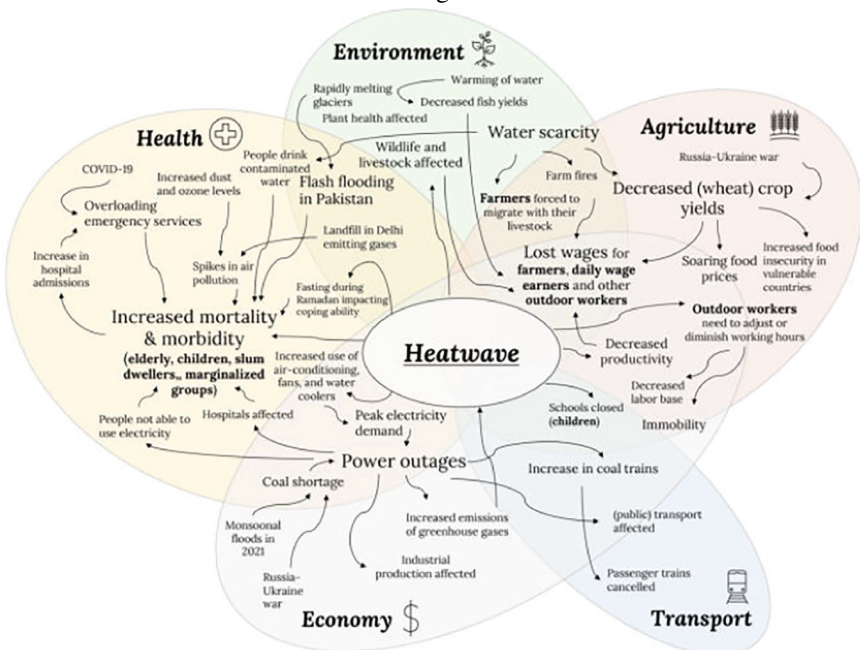 Environment
Rapidly melting
glaciers
Warming of water
Decreased fish yields
Plant health affected
Wildlife and
livestock affected
Water scarcity
Farm fires
Farmers forced to
migrate with their
livestock
Flash flooding
in Pakistan
Health
COVID-19
Increased dust
and ozone levels
People drink
contaminated
water
Overloading
emergency services
Increase in
hospital
admissions
Spikes in air
pollution
Landfill in Delhi
emitting gases
Fasting during
Ramadan impacting
coping ability
Increased mortality
& morbidity
(elderly, children, slum
dwellers,, marginalized
groups)
Increased use of
air-conditioning,
fans, and water
coolers
People not able to
use electricity
Hospitals affected
Agriculture
Russia-Ukraine war
Decreased (wheat) crop
yields
Lost wages for
farmers, daily wage
earners and other
outdoor workers
Soaring food
prices
Increased food
insecurity in
vulnerable
countries
Outdoor workers
need to adjust or
diminish working hours
Decreased
productivity
Decreased
labor base
Immobility
Heatwave
Schools closed
(children)
Peak electricity
demand
Power outages
Coal shortage
Monsoonal
floods in
2021
Russia-
Ukraine
war
Increased emissions
of greenhouse gases
Industrial
production affected
Economy $
Increase in coal trains
(public) transport
affected
Passenger trains
cancelled
Transport